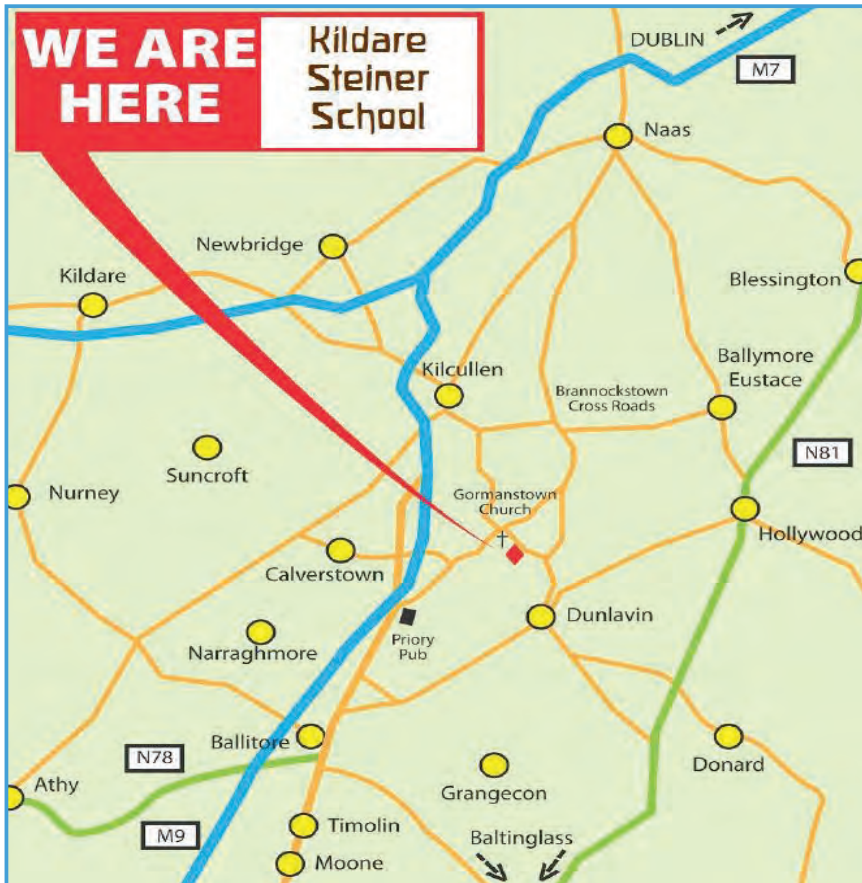 WE ARE
HERE
Kildare
Steiner
School
DUBLIN
M7
Naas
Newbridge
Kildare
Blessington
Kilcullen
Ballymore
Eustace
Brannockstown
Cross Roads
N81
Suncroft
Nurney
Gormanstown
Church
Hollywood
Calverstown
Dunlavin
Priory
Pub
Narraghmore
Ballitore
N78
Donard
Athy
Grangecon
Timolin
M9
Baltinglass
Moone